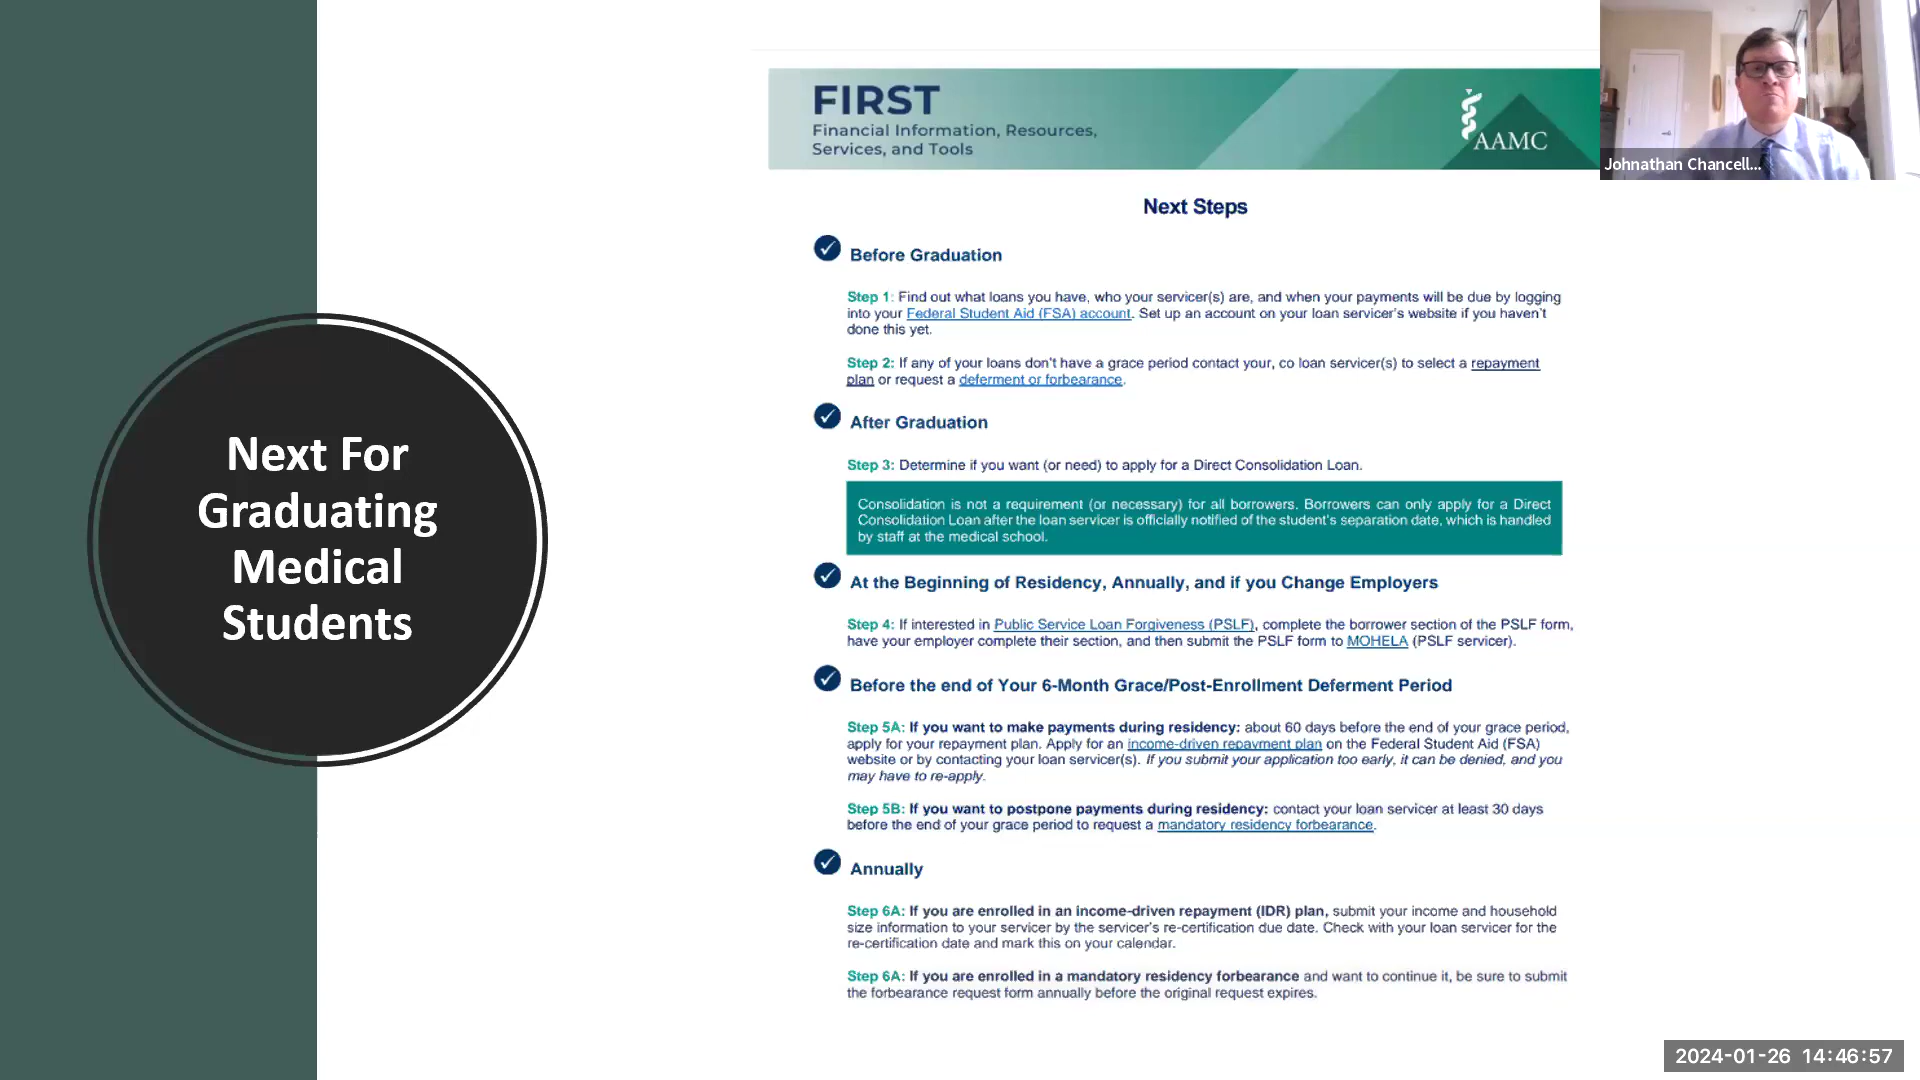 Next For
Graduating
Medical
Students
FIRST
Financial Information, Resources,
Services, and Tools
AAMC
Johnathan Chancell...
Next Steps
Before Graduation
Step 1: Find out what loans you have, who your servicer(s) are, and when your payments will be due by logging
into your Federal Student Aid (FSA) account. Set up an account on your loan servicer's website if you haven't
done this yet.
Step 2: If any of your loans don't have a grace period contact your, co loan servicer(s) to select a repayment
plan or request a deferment or forbearance.
After Graduation
Step 3: Determine if you want (or need) to apply for a Direct Consolidation Loan.
Consolidation is not a requirement (or necessary) for all borrowers. Borrowers can only apply for a Direct
Consolidation Loan after the loan servicer is officially notified of the student's separation date, which is handled
by staff at the medical school.
At the Beginning of Residency, Annually, and if you Change Employers
Step 4: If interested in Public Service Loan Forgiveness (PSLF), complete the borrower section of the PSLF form,
have your employer complete their section, and then submit the PSLF form to MOHELA (PSLF servicer).
Before the end of Your 6-Month Grace/Post-Enrollment Deferment Period
Step 5A: If you want to make payments during residency: about 60 days before the end of your grace period,
apply for your repayment plan. Apply for an income-driven repayment plan on the Federal Student Aid (FSA)
website or by contacting your loan servicer(s). If you submit your application too early, it can be denied, and you
may have to re-apply.
Step 5B: If you want to postpone payments during residency: contact your loan servicer at least 30 days
before the end of your grace period to request a mandatory residency forbearance.
Annually
Step 6A: If you are enrolled in an income-driven repayment (IDR) plan, submit your income and household
size information to your servicer by the servicer's re-certification due date. Check with your loan servicer for the
re-certification date and mark this on your calendar.
Step 6A: If you are enrolled in a mandatory residency forbearance and want to continue it, be sure to submit
the forbearance request form annually before the original request expires.
2024-01-26 14:46:57